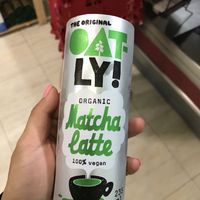 THE ORIGINAL
OAT-
LY!
ORGANIC
Matcha
latte
100% vegan